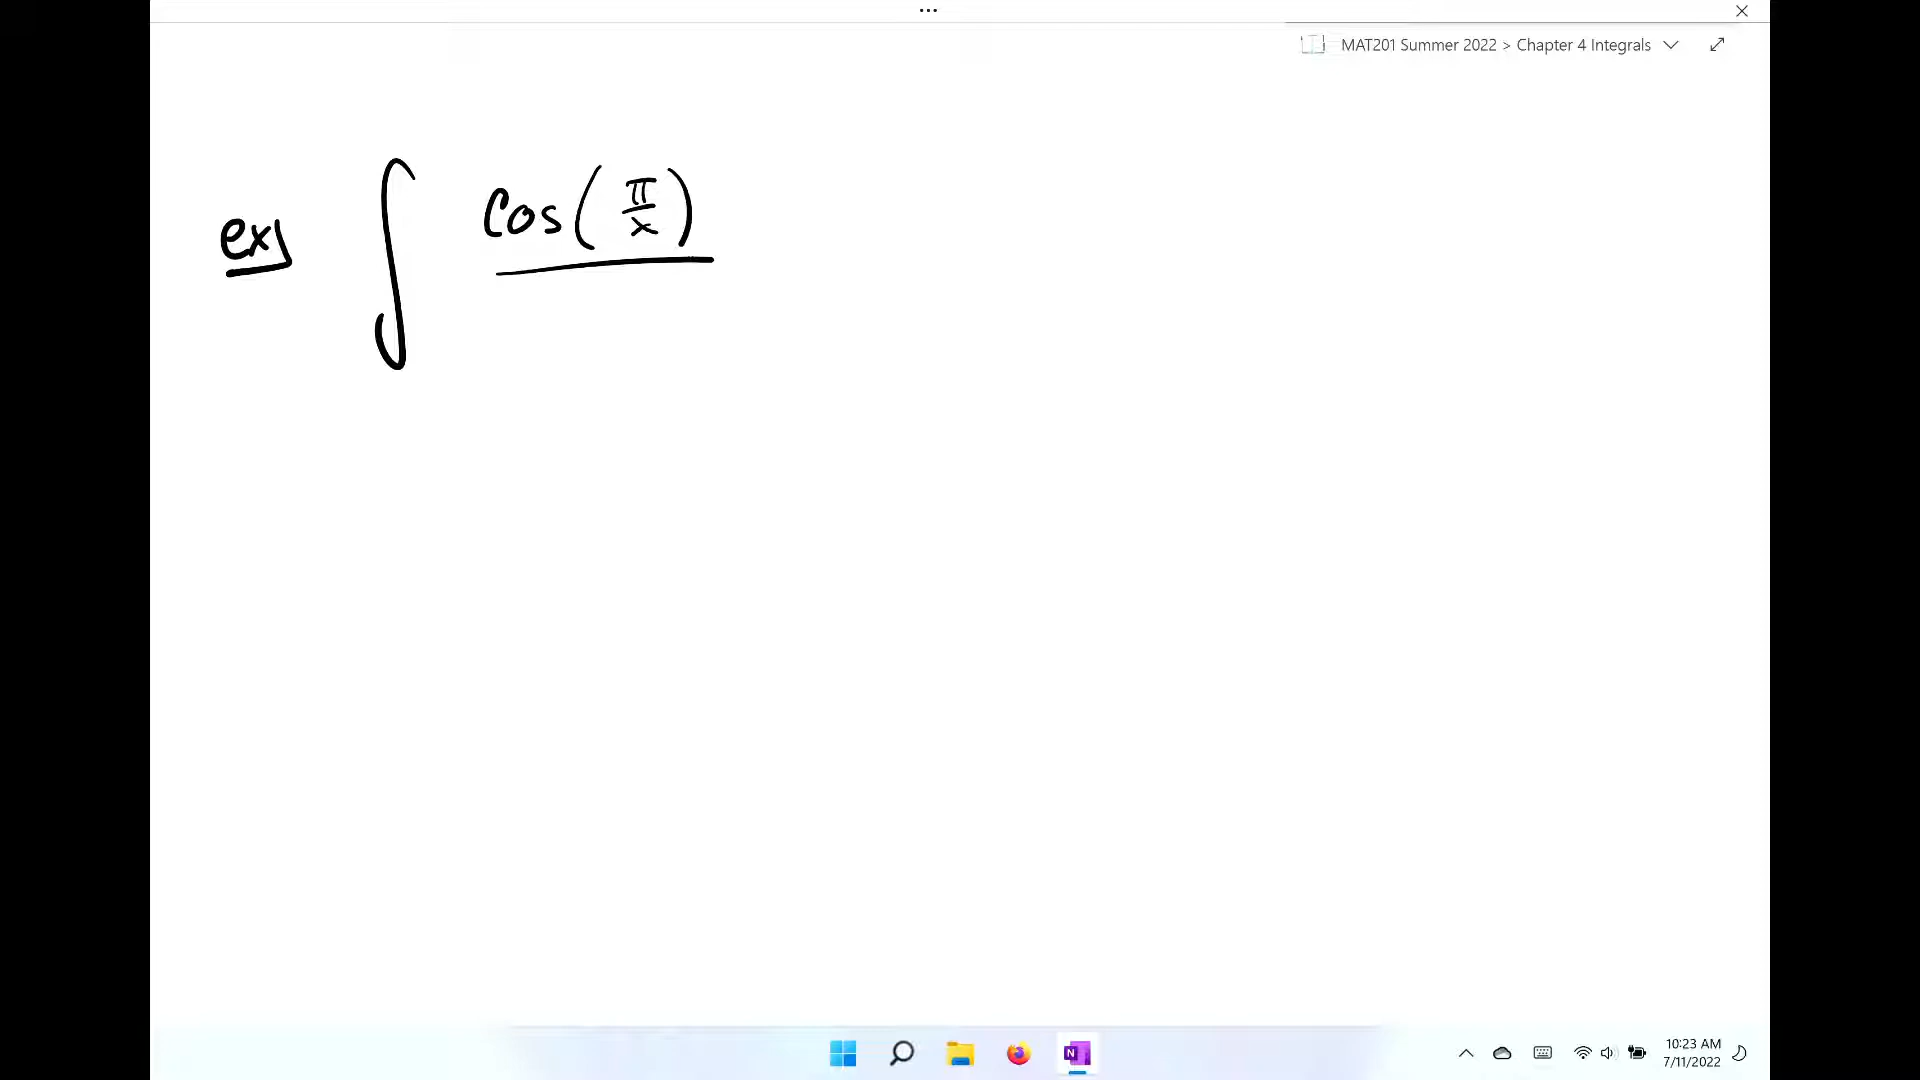 MAT201 Summer 2022 > Chapter 4 Integrals
ex) ∫ cos(π/x)
10:23 AM
7/11/2022